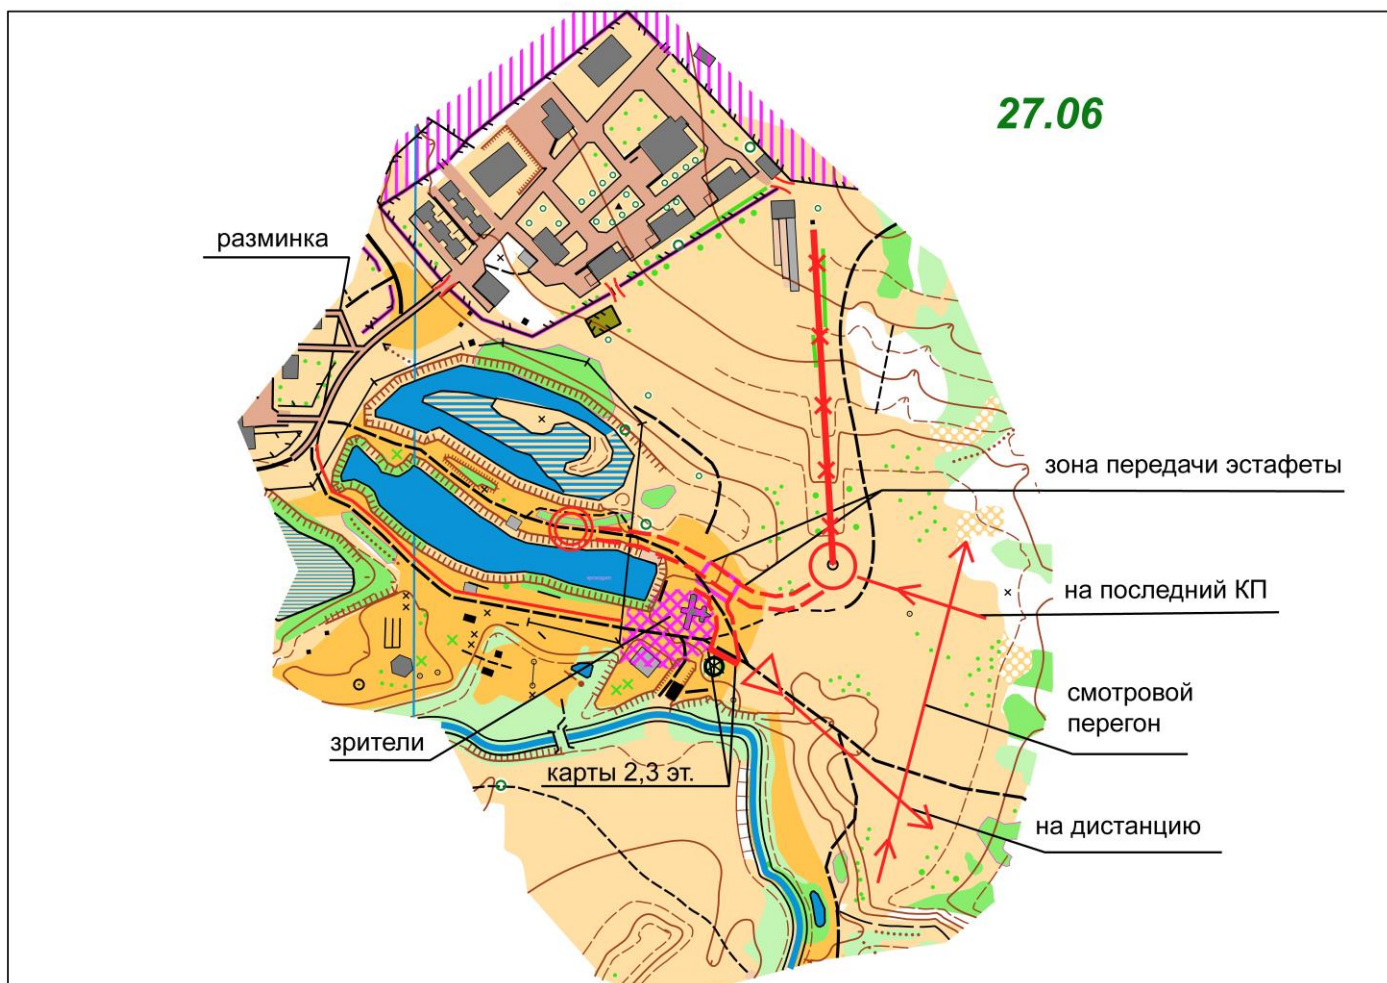 27.06
разминка
зона передачи эстафеты
на последний КП
смотровой
перегон
зрители
карты 2,3 эт.
на дистанцию